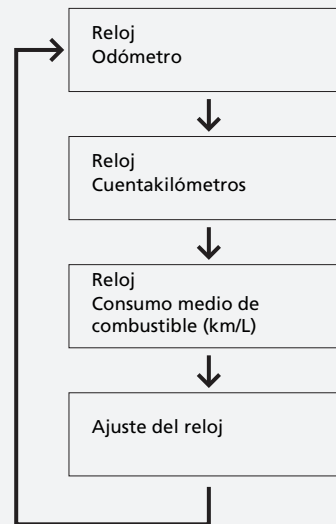 Reloj
Odómetro
Reloj
Cuentakilómetros
Reloj
Consumo medio de
combustible (km/L)
Ajuste del reloj